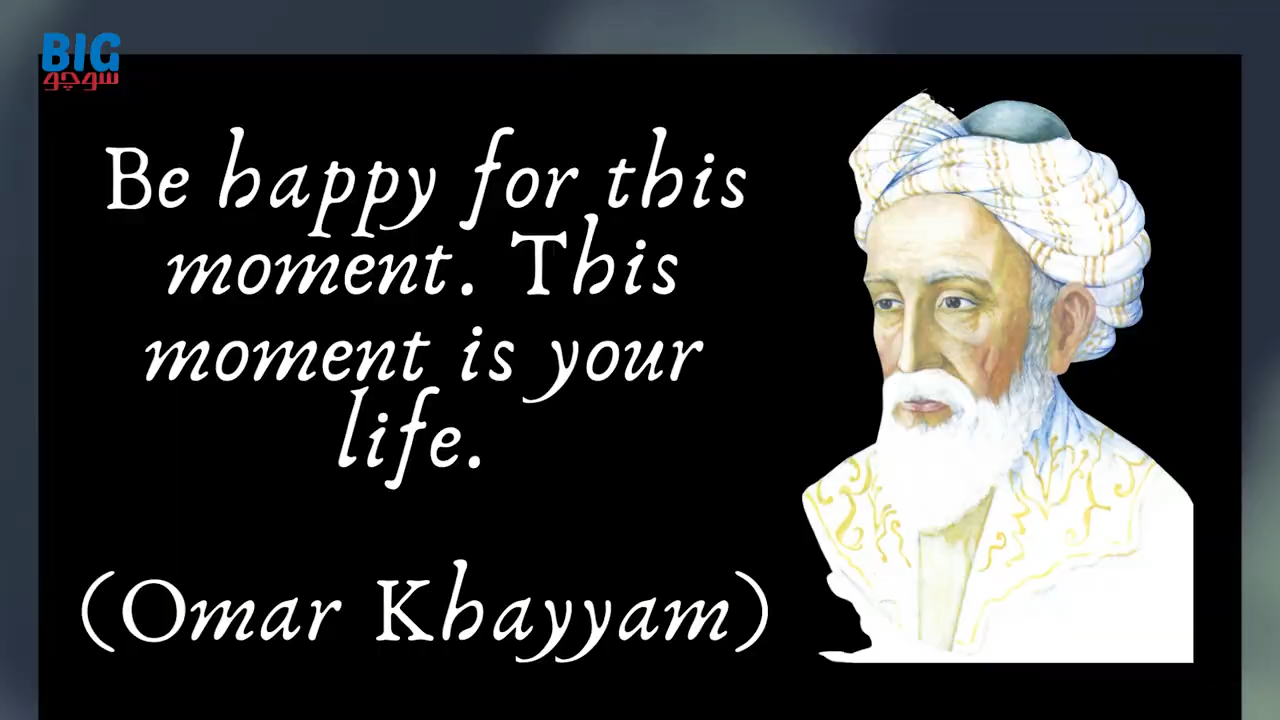 BIG
سوچو
Be happy for this
moment. This
moment is your
life.
(Omar Khayyam)